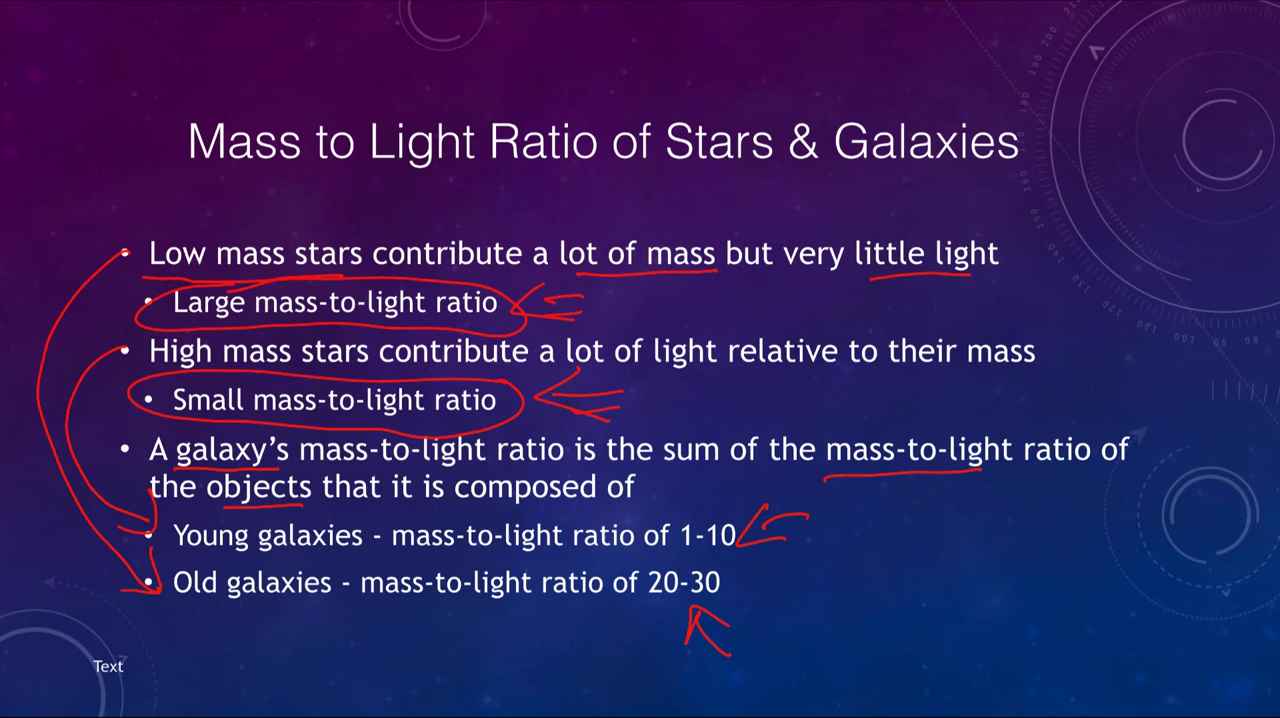 Mass to Light Ratio of Stars & Galaxies
• Low mass stars contribute a lot of mass but very little light
• Large mass-to-light ratio
• High mass stars contribute a lot of light relative to their mass
• Small mass-to-light ratio
• A galaxy’s mass-to-light ratio is the sum of the mass-to-light ratio of
the objects that it is composed of
• Young galaxies - mass-to-light ratio of 1-10
• Old galaxies - mass-to-light ratio of 20-30
Text